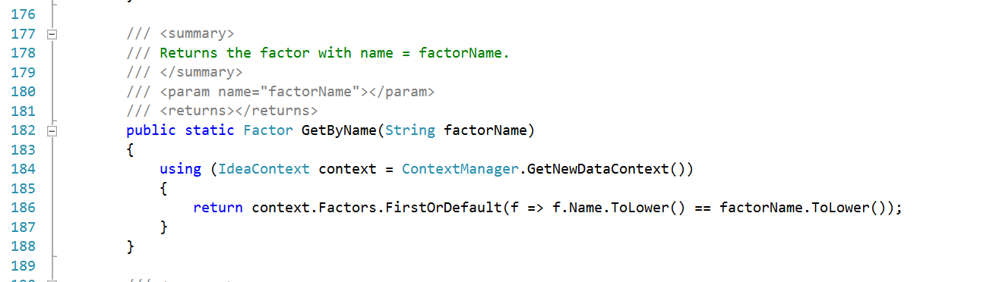 176
177 /// <summary>
178 /// Returns the factor with name = factorName.
179 /// </summary>
180 /// <param name="factorName"></param>
181 /// <returns></returns>
182 public static Factor GetByName(String factorName)
183 {
184 using (IdeaContext context = ContextManager.GetNewDataContext())
185 {
186 return context.Factors.FirstOrDefault(f => f.Name.ToLower() == factorName.ToLower());
187 }
188 }
189